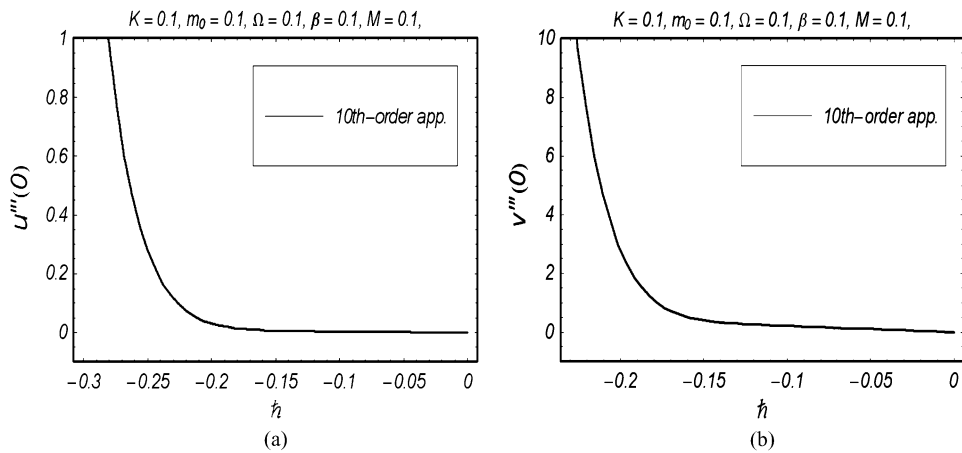 K = 0.1, m₀ = 0.1, Ω = 0.1, β = 0.1, M = 0.1,
1
0.8
0.6
0.4
0.2
0
u'''(0)
10th−order app.
−0.3
−0.25
−0.2
−0.15
−0.1
−0.05
0
ħ
(a)
K = 0.1, m₀ = 0.1, Ω = 0.1, β = 0.1, M = 0.1,
10
8
6
4
2
0
v'''(0)
10th−order app.
−0.2
−0.15
−0.1
−0.05
0
ħ
(b)